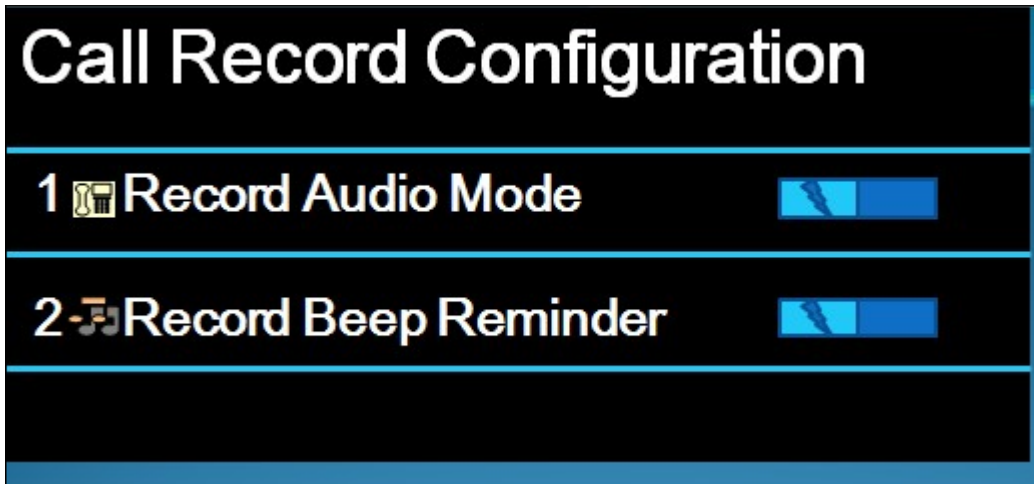 Call Record Configuration
1 Record Audio Mode
2 Record Beep Reminder